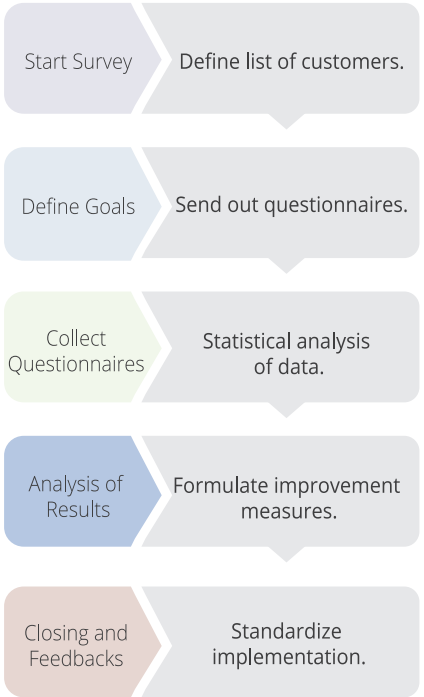 Start Survey
Define list of customers.
Define Goals
Send out questionnaires.
Collect
Questionnaires
Statistical analysis
of data.
Analysis of
Results
Formulate improvement
measures.
Closing and
Feedbacks
Standardize
implementation.